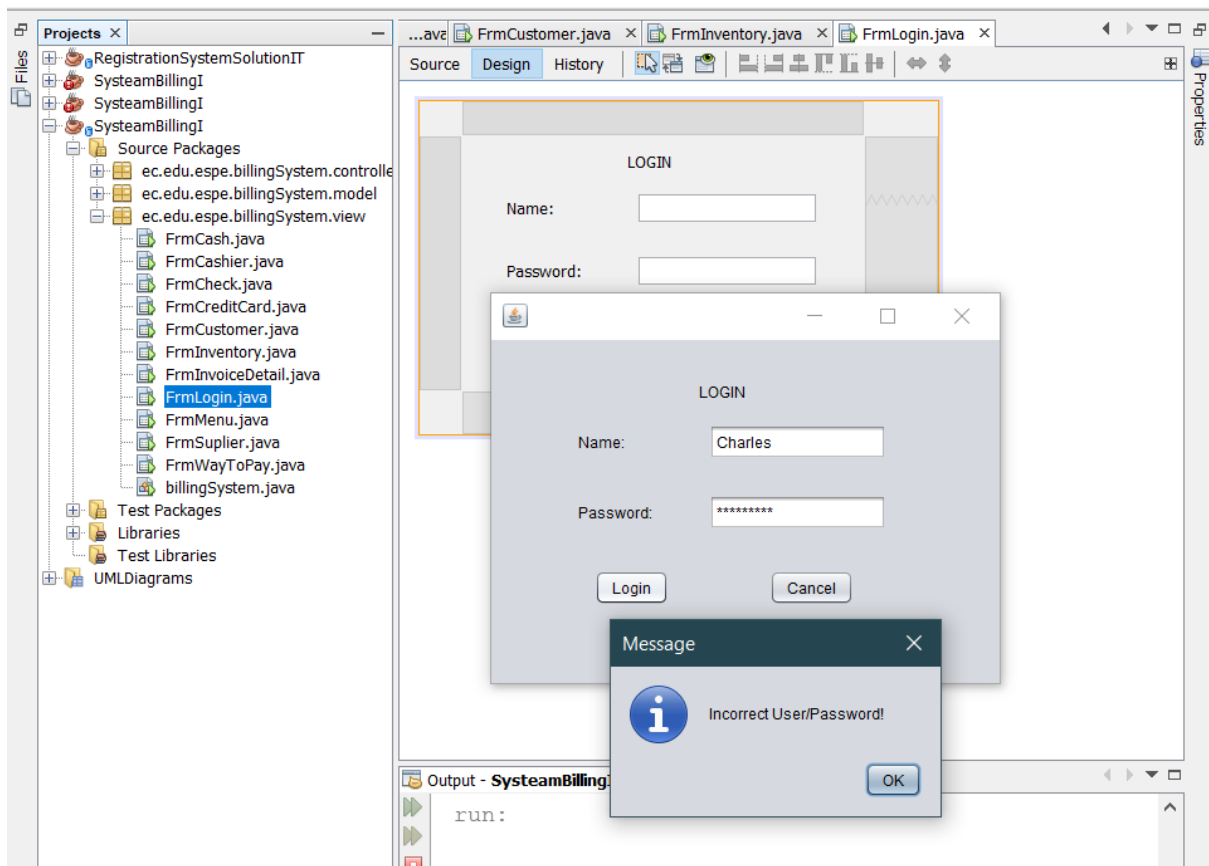 Projects
...ava FrmCustomer.java FrmInventory.java FrmLogin.java
Files
Source Design History
Properties
RegistrationSystemSolutionIT
SysteamBillingI
SysteamBillingI
SysteamBillingI
Source Packages
ec.edu.espe.billingSystem.controlle
ec.edu.espe.billingSystem.model
ec.edu.espe.billingSystem.view
FrmCash.java
FrmCashier.java
FrmCheck.java
FrmCreditCard.java
FrmCustomer.java
FrmInventory.java
FrmInvoiceDetail.java
FrmLogin.java
FrmMenu.java
FrmSuplier.java
FrmWayToPay.java
billingSystem.java
Test Packages
Libraries
Test Libraries
UMLDiagrams
LOGIN
Name:
Password:
LOGIN
Name: Charles
Password: *********
Login Cancel
Message
Incorrect User/Password!
OK
Output - SysteamBillingI
run: